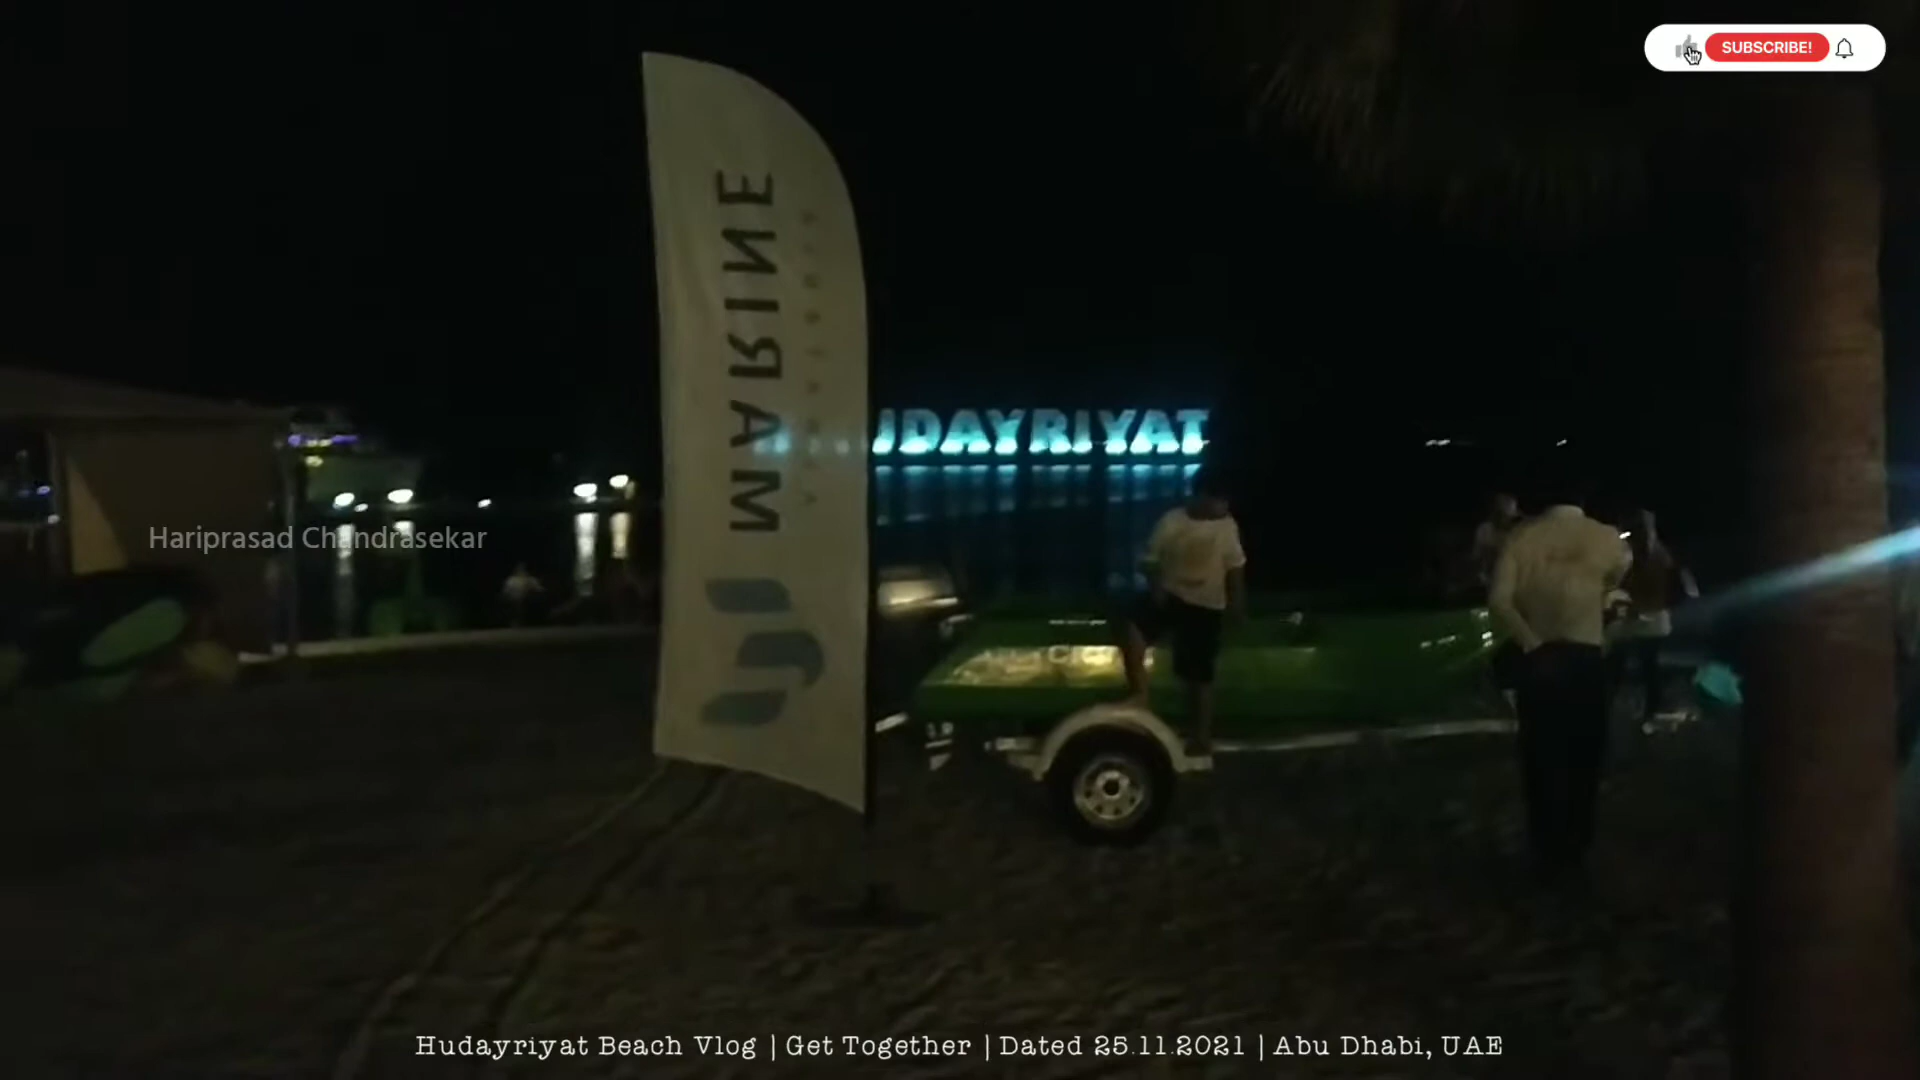 SUBSCRIBE!
MARINE
UDAYRIYAT
Hariprasad Chandrasekar
Hudayriyat Beach Vlog | Get Together | Dated 25.11.2021 | Abu Dhabi, UAE